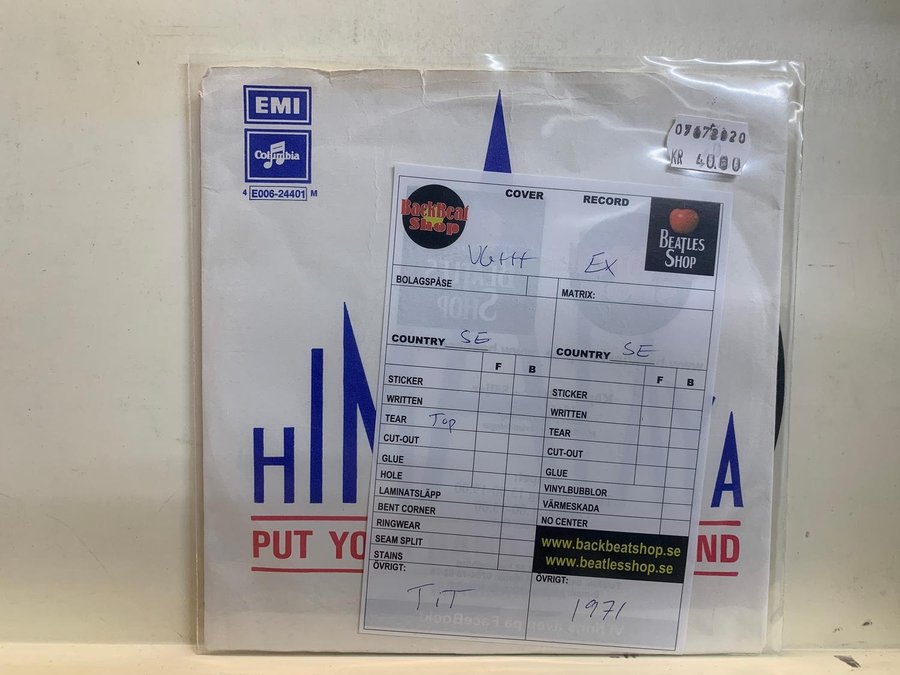 EMI
Columbia
4 E006-24401 M
KR 40.00
COVER RECORD
BackBeat
Shop
BEATLES
SHOP
VG+++ EX
BOLAGSPÅSE
MATRIX:
COUNTRY SE
COUNTRY SE
F B
F B
STICKER
STICKER
WRITTEN
WRITTEN
TEAR Top
TEAR
CUT-OUT
CUT-OUT
GLUE
GLUE
HOLE
VINYLBUBBLOR
LAMINATSLÄPP
VÄRMESKADA
BENT CORNER
NO CENTER
RINGWEAR
SEAM SPLIT
STAINS
www.backbeatshop.se
www.beatlesshop.se
ÖVRIGT:
ÖVRIGT:
TiT
1971
HIM A
PUT YO ND